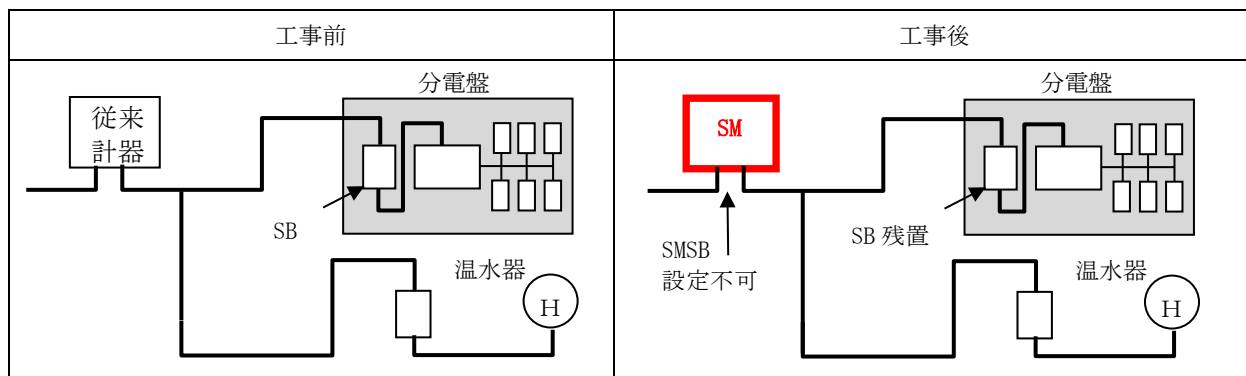 工事前
工事後
分電盤
従来
計器
SB
温水器
H
分電盤
SM
SB 残置
SMSB
設定不可
温水器
H